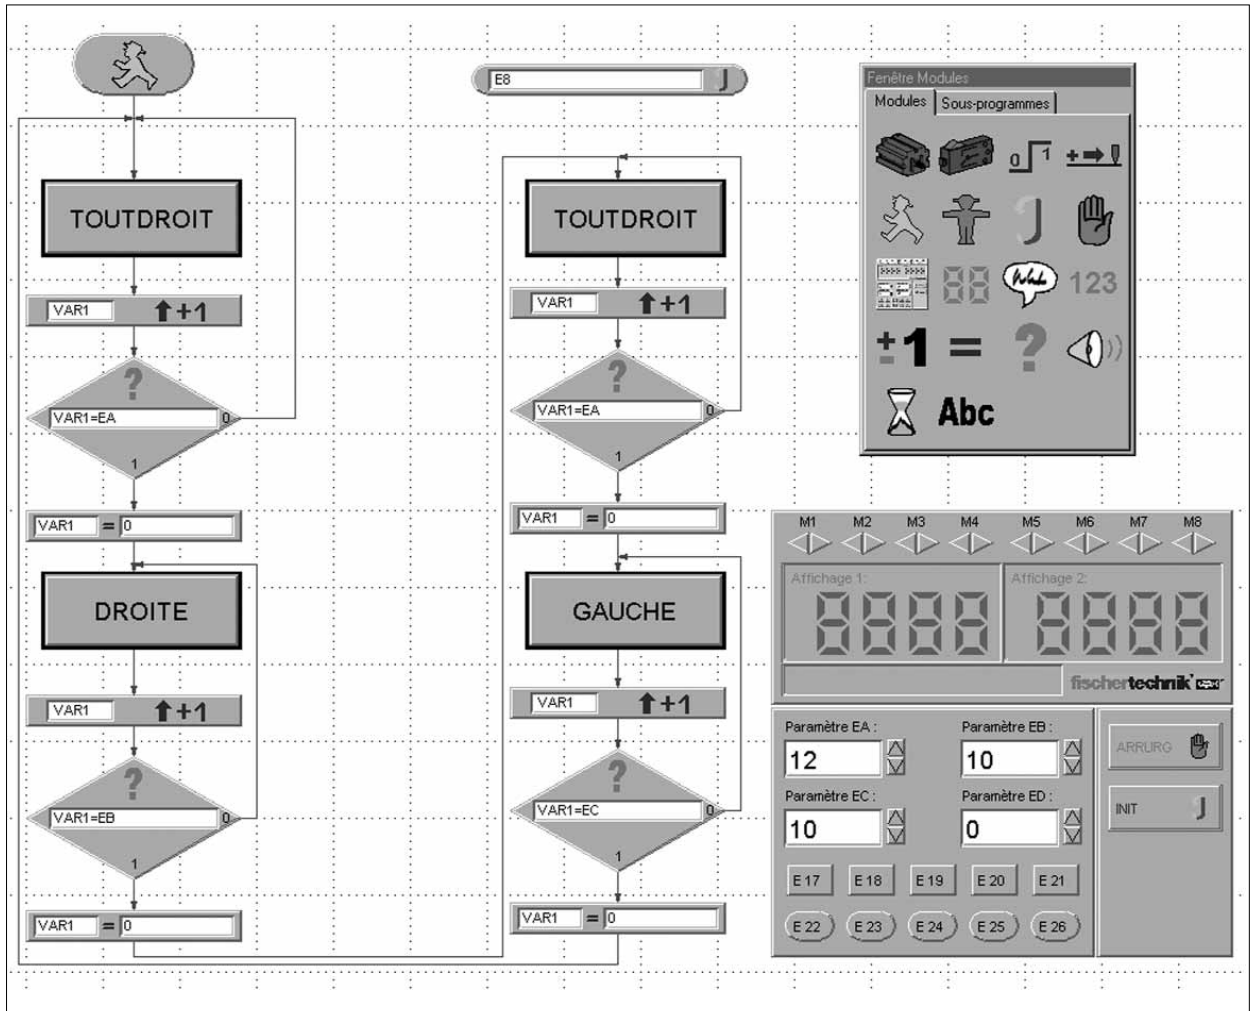 TOUTDROIT
VAR1 +1
?
VAR1=EA 0
1
VAR1 = 0
DROITE
VAR1 +1
?
VAR1=EB 0
1
VAR1 = 0
E8
TOUTDROIT
VAR1 +1
?
VAR1=EA 0
1
VAR1 = 0
GAUCHE
VAR1 +1
?
VAR1=EC 0
1
VAR1 = 0
Fenêtre Modules
Modules Sous-programmes
0 1 +
123
±1 = ?
Abc
M1 M2 M3 M4 M5 M6 M7 M8
Affichage 1: Affichage 2:
8888 8888
fischertechnik
Paramètre EA : Paramètre EB :
12 10
Paramètre EC : Paramètre ED :
10 0
E 17 E 18 E 19 E 20 E 21
E 22 E 23 E 24 E 25 E 26
ARRURG
INIT